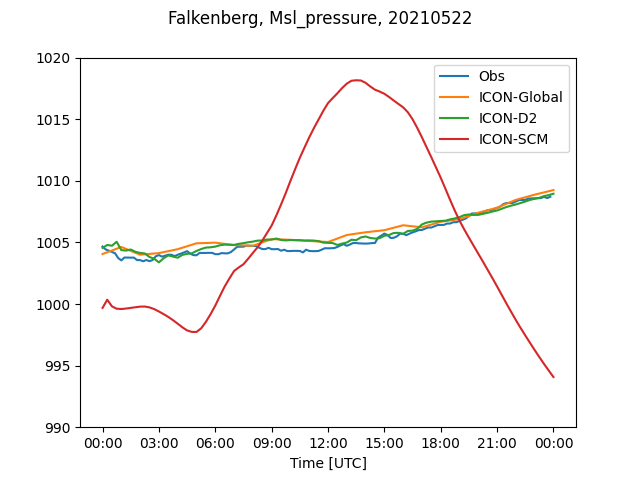 Falkenberg, Msl_pressure, 20210522
1020
1015
1010
1005
1000
995
990
Obs
ICON-Global
ICON-D2
ICON-SCM
00:00 03:00 06:00 09:00 12:00 15:00 18:00 21:00 00:00
Time [UTC]